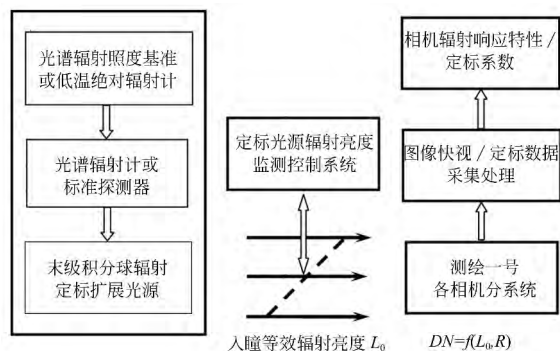 光谱辐射照度基准
或低温绝对辐射计
光谱辐射计或
标准探测器
末级积分球辐射
定标扩展光源
定标光源辐射亮度
监测控制系统
入瞳等效辐射亮度 L₀
相机辐射响应特性/
定标系数
图像快视/定标数据
采集处理
测绘一号
各相机分系统
DN=f(L₀,R)